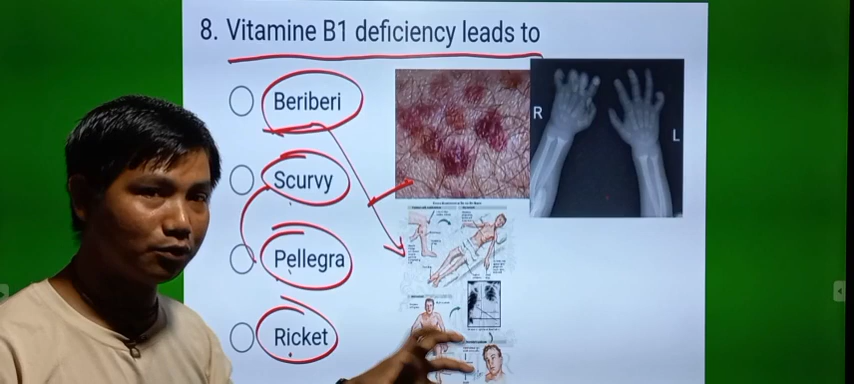 8. Vitamine B1 deficiency leads to
Beriberi
Scurvy
Pellegra
Ricket
R
L